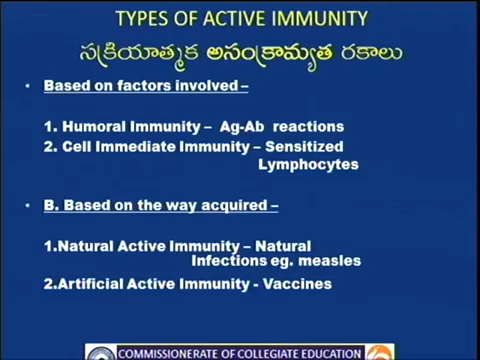 TYPES OF ACTIVE IMMUNITY
సక్రియాత్మక అసంక్రామ్యత రకాలు
• Based on factors involved –
1. Humoral Immunity – Ag-Ab reactions
2. Cell Immediate Immunity – Sensitized
Lymphocytes
• B. Based on the way acquired –
1.Natural Active Immunity – Natural
Infections eg. measles
2.Artificial Active Immunity - Vaccines
COMMISSIONERATE OF COLLEGIATE EDUCATION